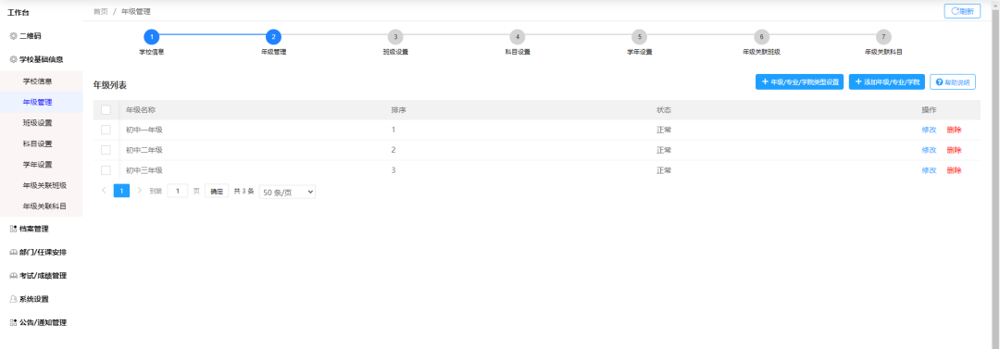 工作台
首页 / 年级管理
刷新
二维码
学校基础信息
学校信息
年级管理
班级设置
科目设置
学年设置
年级关联班级
年级关联科目
档案管理
部门/任课安排
考试/成绩管理
系统设置
公告/通知管理
1 2 3 4 5 6 7
学校信息 年级管理 班级设置 科目设置 学年设置 年级关联班级 年级关联科目
年级列表
+ 年级/专业/学院类型设置 + 添加年级/专业/学院 帮助说明
年级名称 排序 状态 操作
初中一年级 1 正常 修改 删除
初中二年级 2 正常 修改 删除
初中三年级 3 正常 修改 删除
< 1 > 到第 1 页 确定 共 3 条 50 条/页